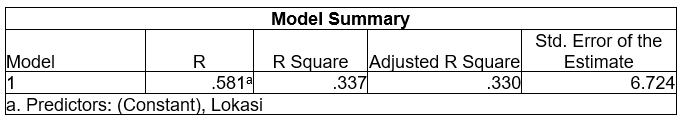 Model Summary
Model R R Square Adjusted R Square Std. Error of the Estimate
1 .581a .337 .330 6.724
a. Predictors: (Constant), Lokasi